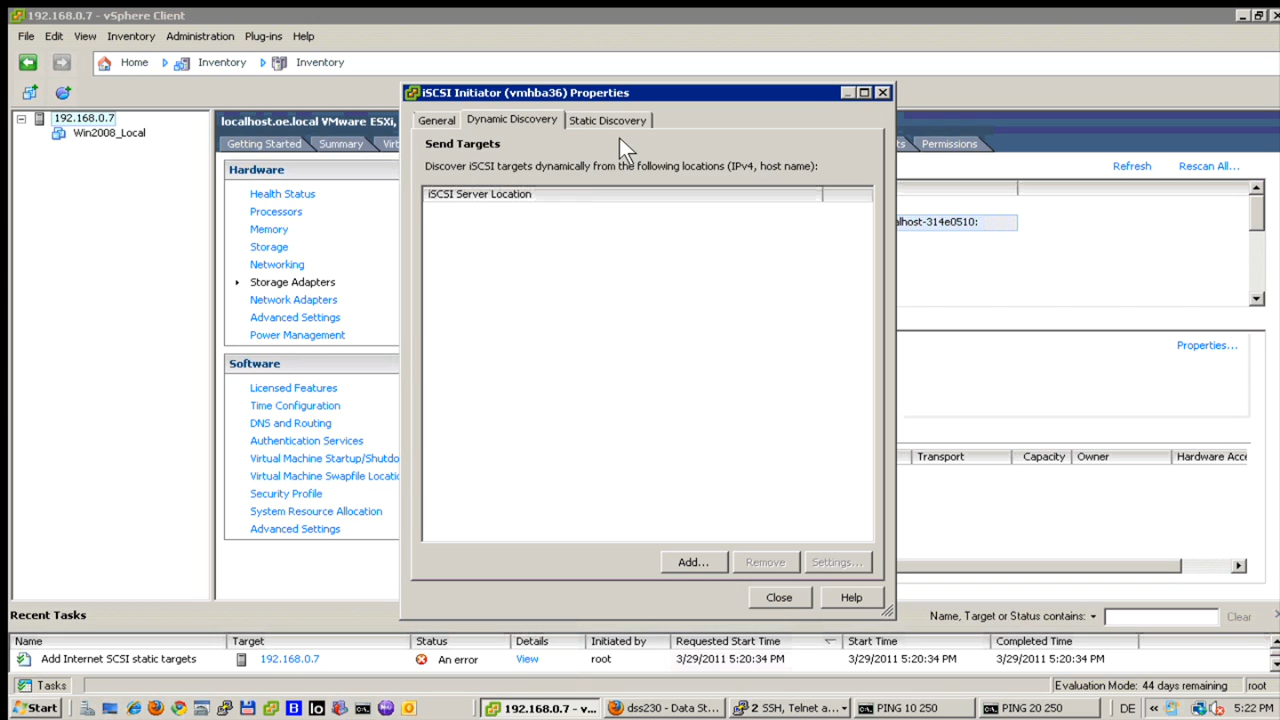 192.168.0.7 - vSphere Client
File Edit View Inventory Administration Plug-ins Help
Home Inventory Inventory
192.168.0.7
Win2008_Local
localhost.oe.local VMware ESXi,
Getting Started Summary Permissions
Hardware
Health Status
Processors
Memory
Storage
Networking
Storage Adapters
Network Adapters
Advanced Settings
Power Management
Software
Licensed Features
Time Configuration
DNS and Routing
Authentication Services
Virtual Machine Startup/Shutdo
Virtual Machine Swapfile Locatio
Security Profile
System Resource Allocation
Advanced Settings
iSCSI Initiator (vmhba36) Properties
General Dynamic Discovery Static Discovery
Send Targets
Discover iSCSI targets dynamically from the following locations (IPv4, host name):
iSCSI Server Location
Add... Remove Settings...
Close Help
Refresh Rescan All...
alhost-314e0510:
Properties...
Transport Capacity Owner Hardware Acce
Recent Tasks Name, Target or Status contains: Clear
Name Target Status Details Initiated by Requested Start Time Start Time Completed Time
Add Internet SCSI static targets 192.168.0.7 An error View root 3/29/2011 5:20:34 PM 3/29/2011 5:20:34 PM 3/29/2011 5:20:34 PM
Tasks Evaluation Mode: 44 days remaining root
Start 192.168.0.7 - v... dss230 - Data St... 2 SSH, Telnet a... PING 10 250 PING 20 250 DE « 5:22 PM